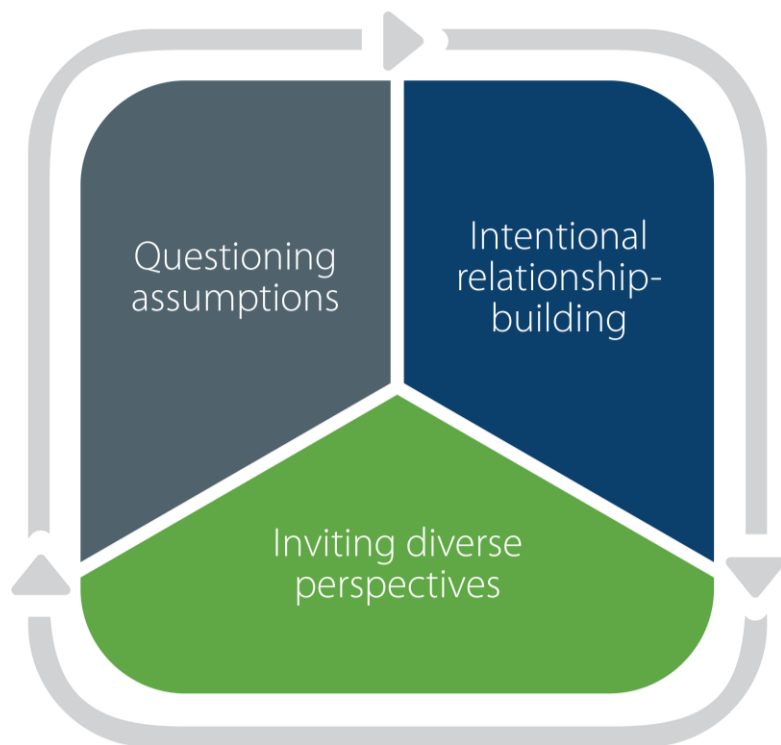 Questioning
assumptions
Intentional
relationship-
building
Inviting diverse
perspectives